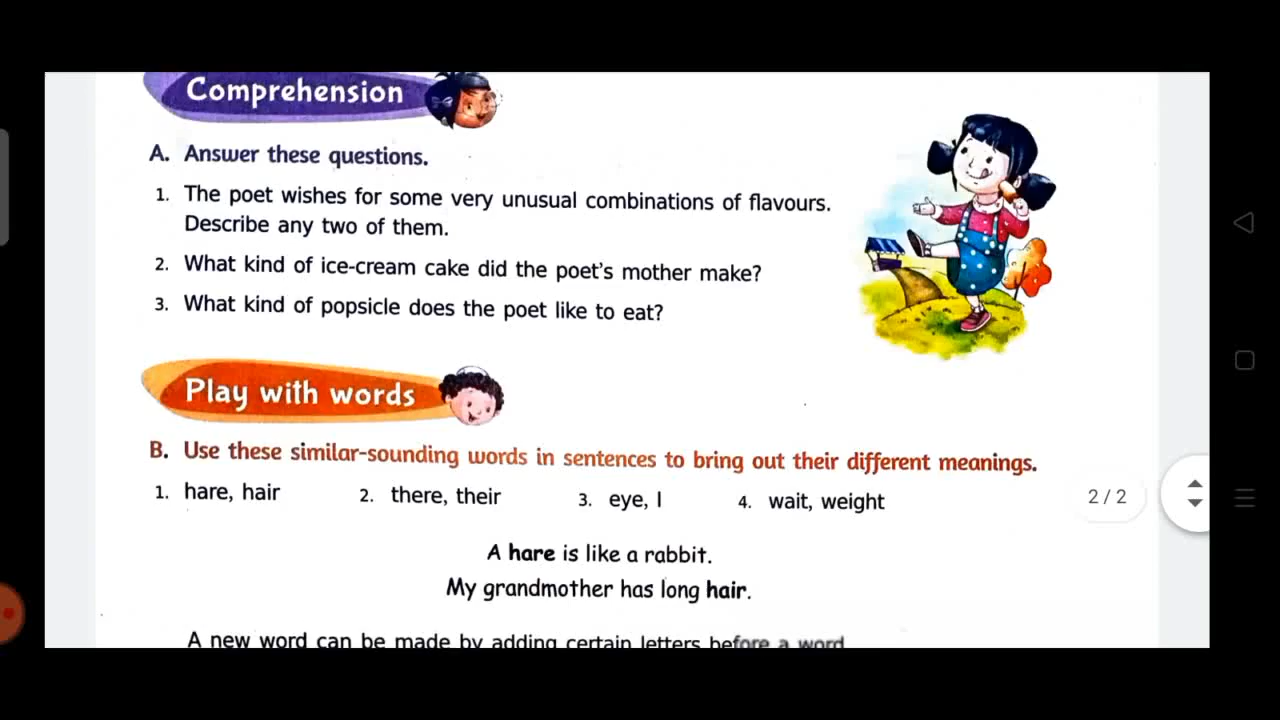 Comprehension
A. Answer these questions.
1. The poet wishes for some very unusual combinations of flavours.
Describe any two of them.
2. What kind of ice-cream cake did the poet's mother make?
3. What kind of popsicle does the poet like to eat?
Play with words
B. Use these similar-sounding words in sentences to bring out their different meanings.
1. hare, hair 2. there, their 3. eye, I 4. wait, weight
2/2
A hare is like a rabbit.
My grandmother has long hair.
A new word can be made by adding certain letters before a word